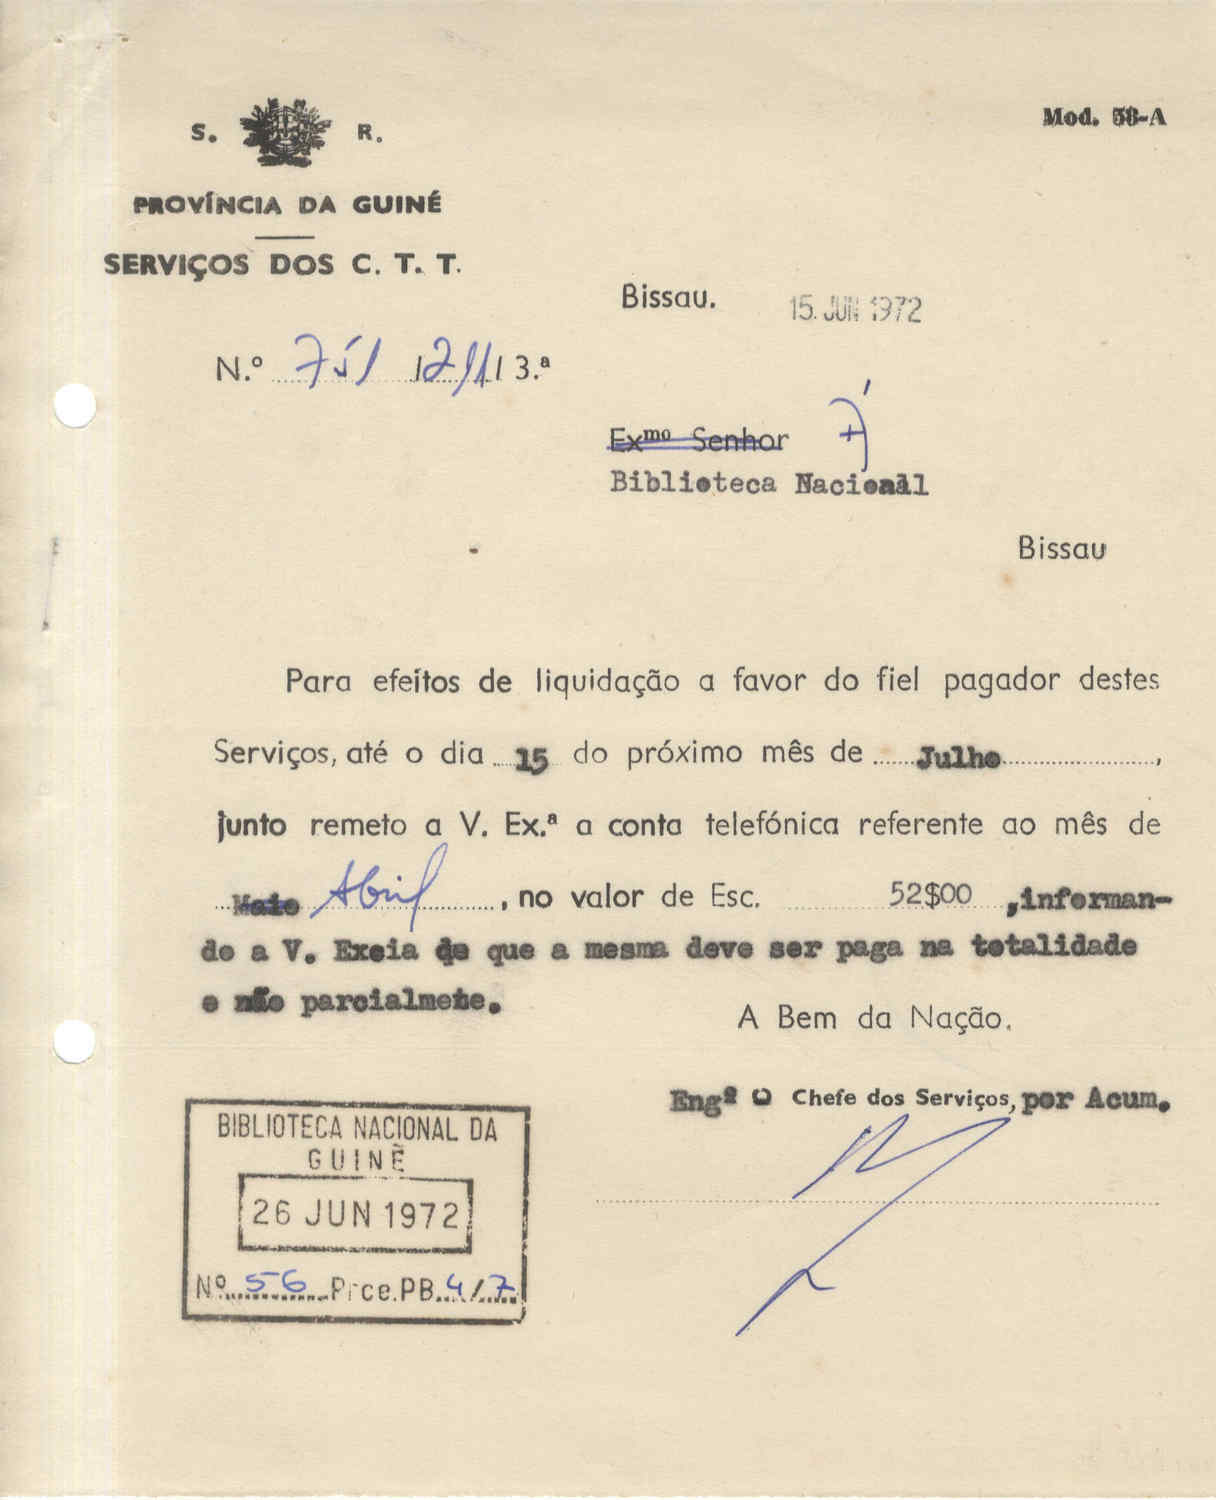 Mod. 58-A
S. R.
PROVÍNCIA DA GUINÉ
SERVIÇOS DOS C. T. T.
Bissau. 15. JUN 1972
N.º 751 /2/1/ 3.ª
Exmo Senhor À
Biblioteca Nacional
Bissau
Para efeitos de liquidação a favor do fiel pagador destes
Serviços, até o dia 15 do próximo mês de Julho,
junto remeto a V. Ex.ª a conta telefónica referente ao mês de
Maio Abril, no valor de Esc. 52$00 ,informan-
do a V. Exeia de que a mesma deve ser paga na totalidade
e não parcialmete.
A Bem da Nação.
Engº O Chefe dos Serviços, por Acum.
BIBLIOTECA NACIONAL DA
GUINÉ
26 JUN 1972
Nº 56 Prce.PB. 4/7